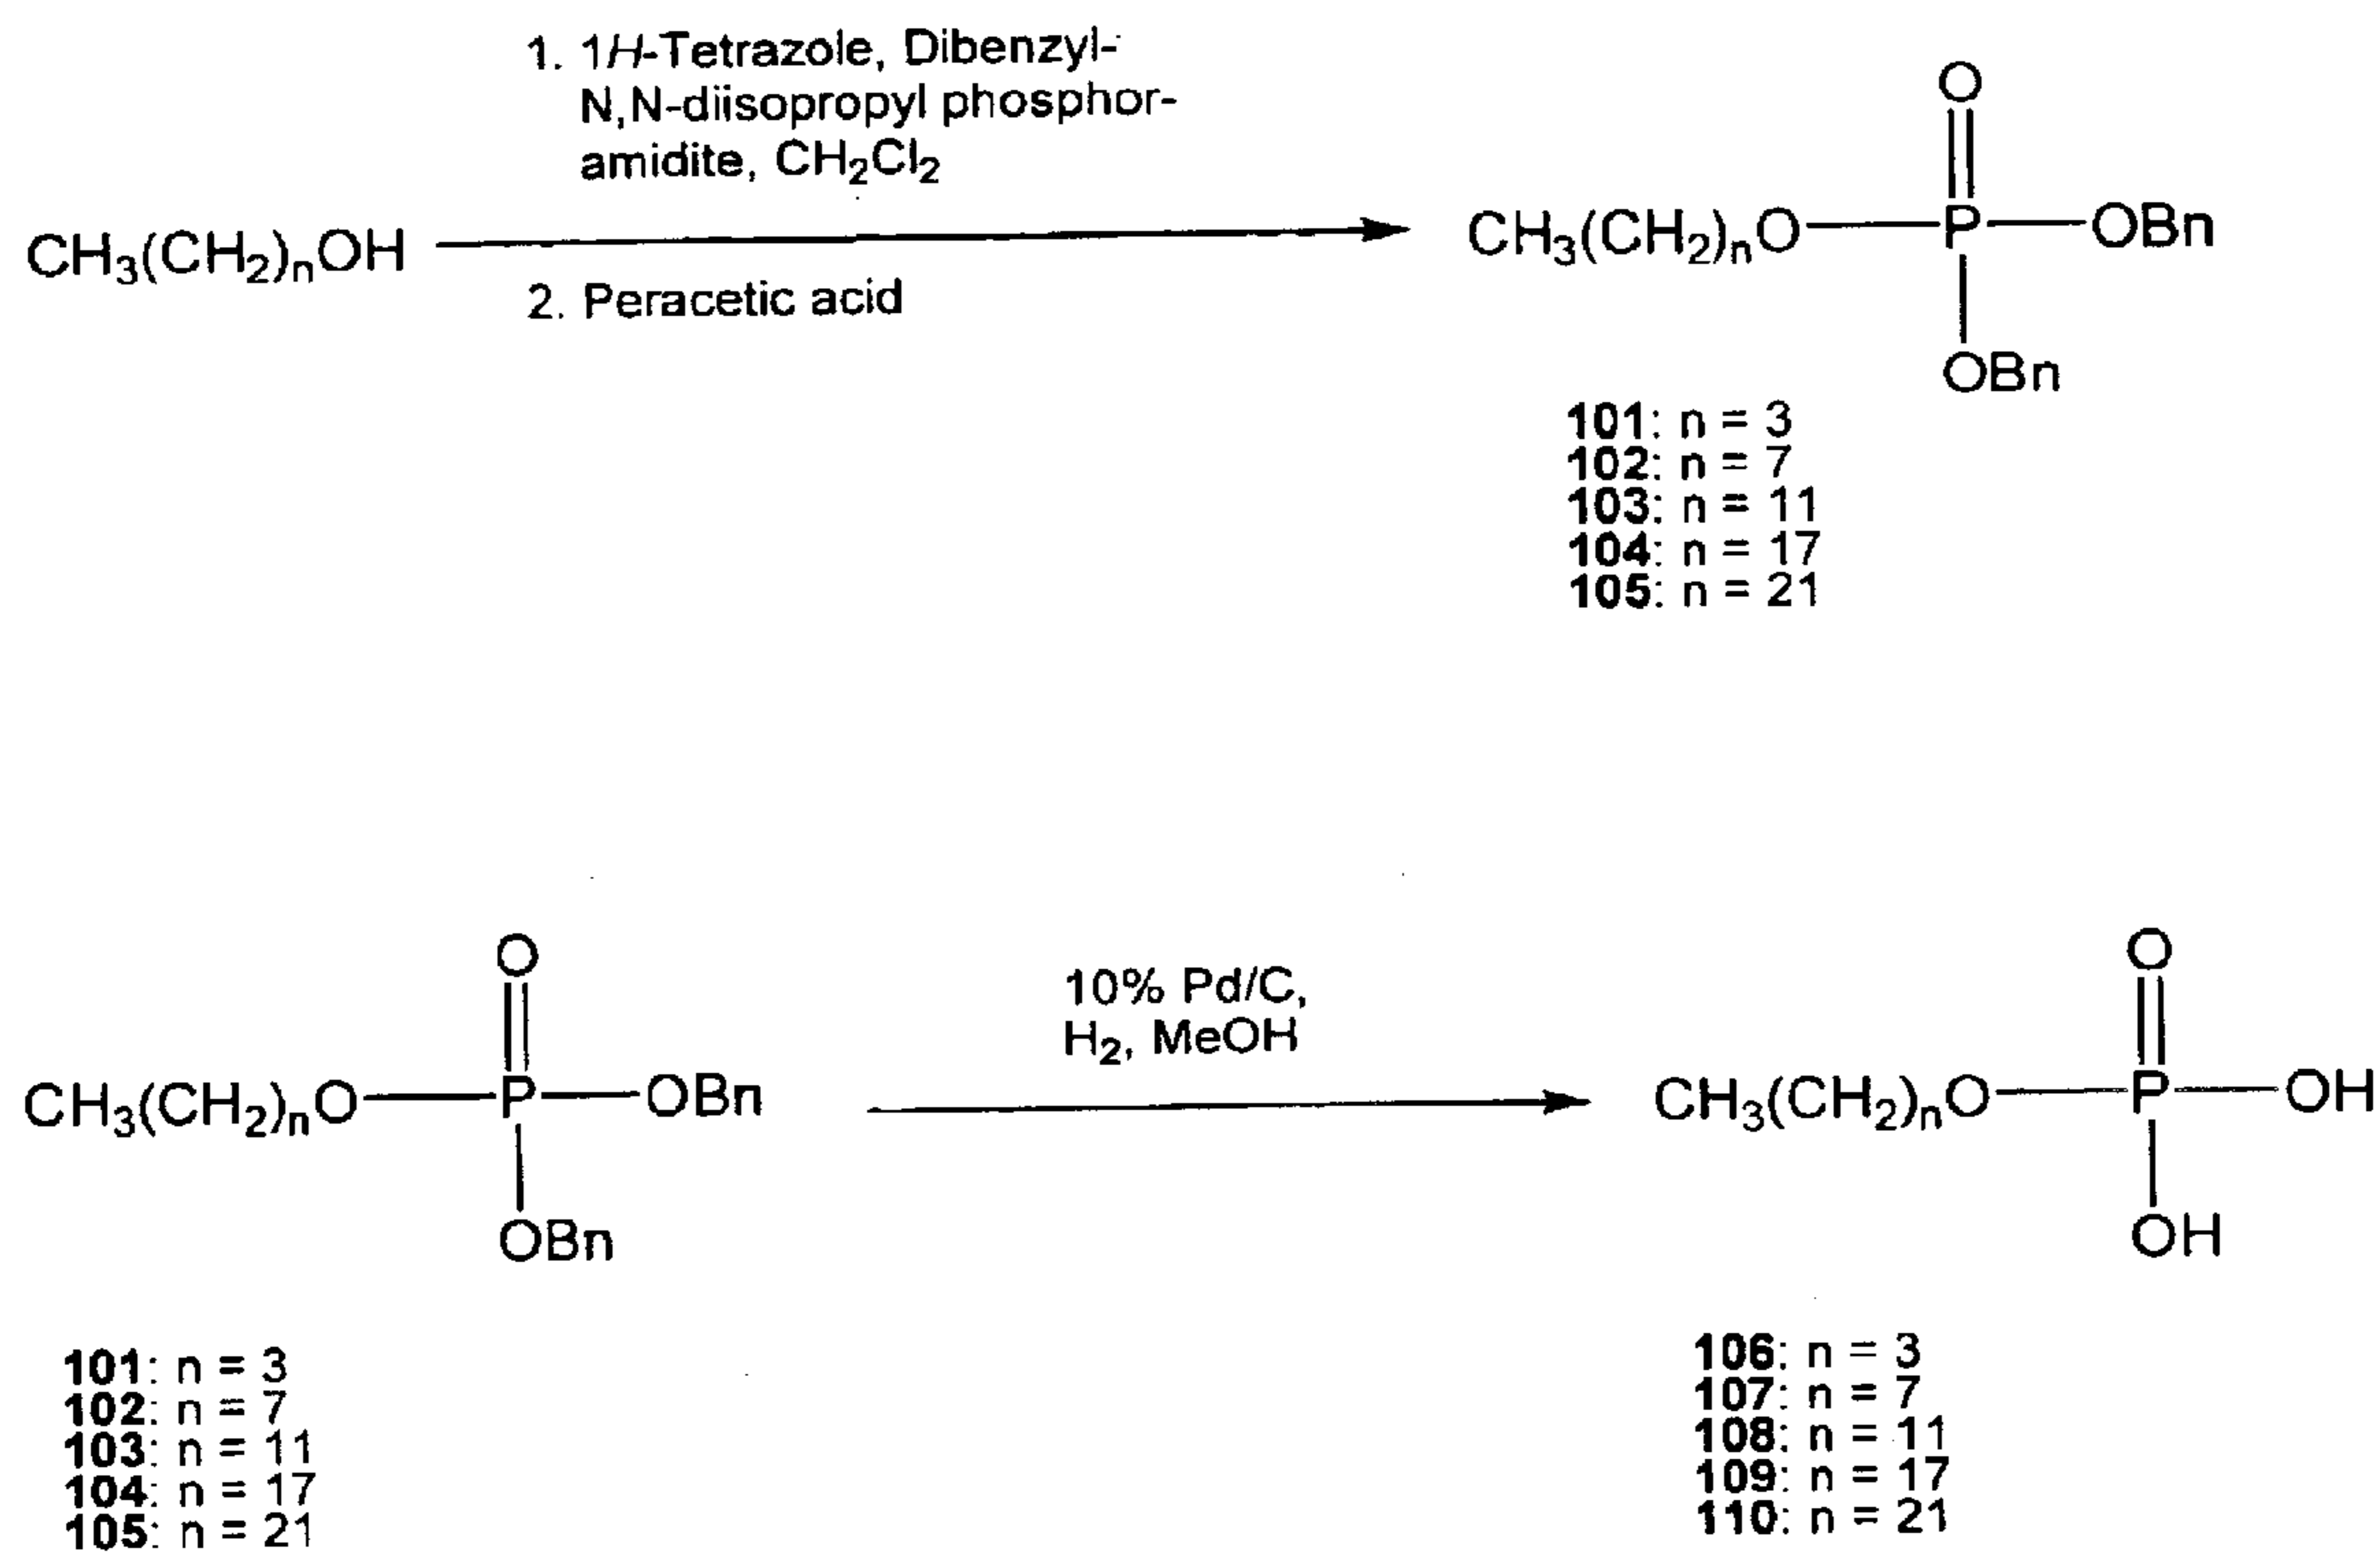 1. 1H-Tetrazole, Dibenzyl-
N,N-diisopropyl phosphor-
amidite, CH₂Cl₂
CH₃(CH₂)ₙOH
2. Peracetic acid
O
CH₃(CH₂)ₙO P OBn
OBn
101: n = 3
102: n = 7
103: n = 11
104: n = 17
105: n = 21
O
CH₃(CH₂)ₙO P OBn
OBn
10% Pd/C,
H₂, MeOH
O
CH₃(CH₂)ₙO P OH
OH
101: n = 3
102: n = 7
103: n = 11
104: n = 17
105: n = 21
106: n = 3
107: n = 7
108: n = 11
109: n = 17
110: n = 21